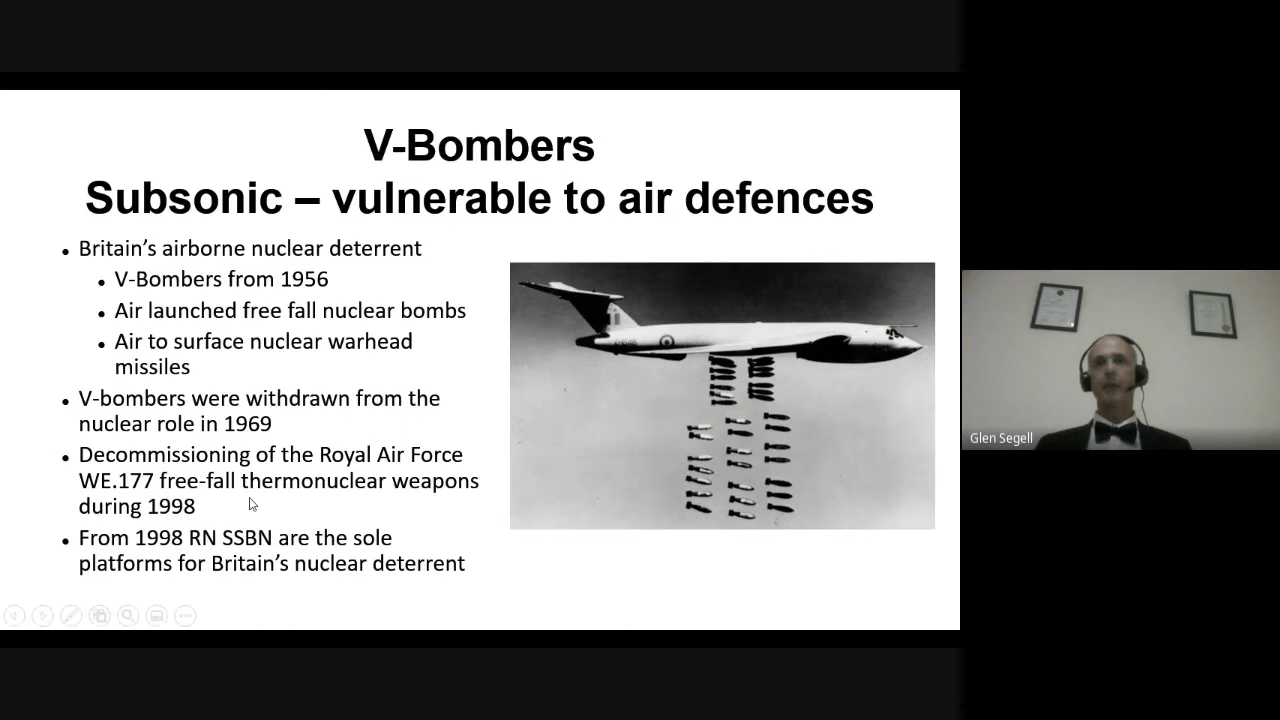 V-Bombers
Subsonic – vulnerable to air defences
• Britain’s airborne nuclear deterrent
• V-Bombers from 1956
• Air launched free fall nuclear bombs
• Air to surface nuclear warhead
missiles
• V-bombers were withdrawn from the
nuclear role in 1969
• Decommissioning of the Royal Air Force
WE.177 free-fall thermonuclear weapons
during 1998
• From 1998 RN SSBN are the sole
platforms for Britain’s nuclear deterrent
Glen Segell